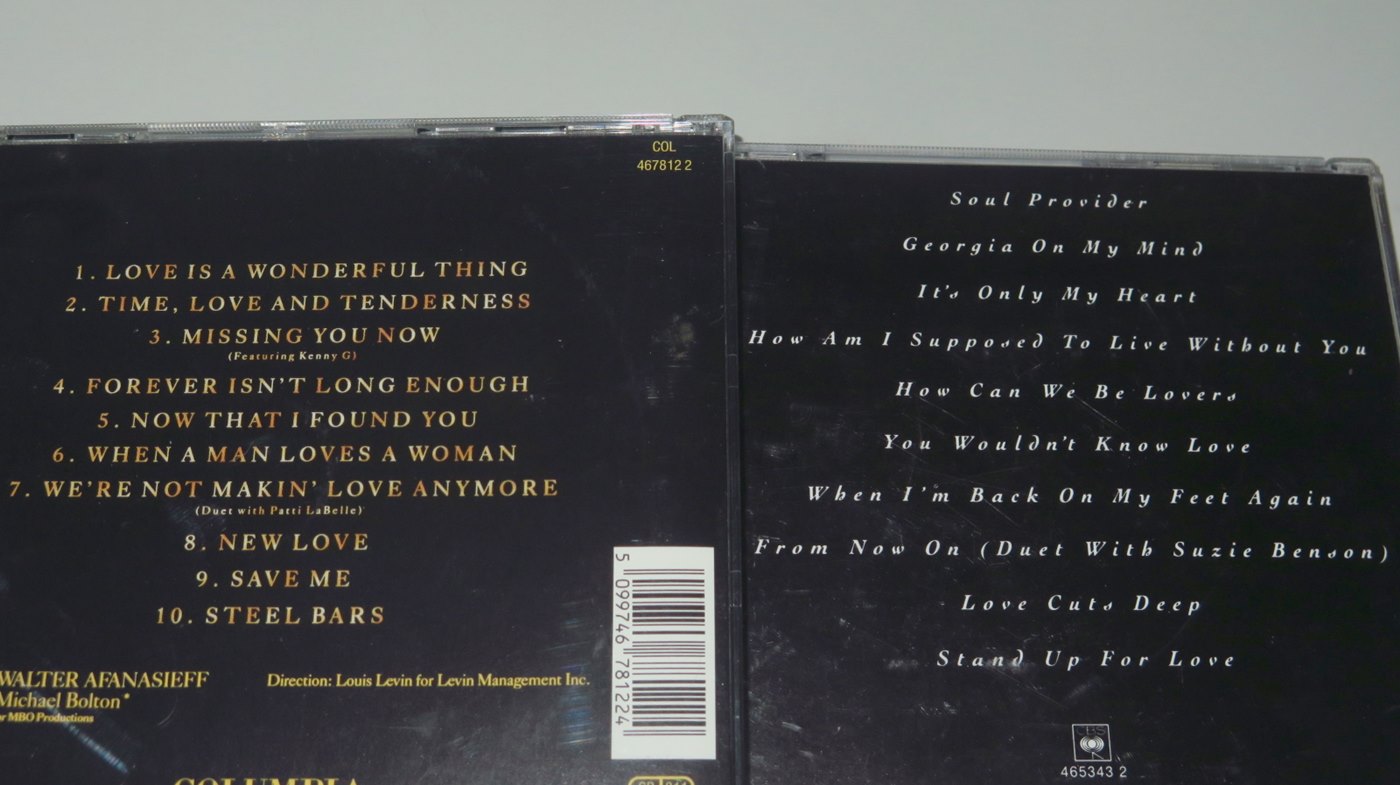 COL
467812 2
1. LOVE IS A WONDERFUL THING
2. TIME, LOVE AND TENDERNESS
3. MISSING YOU NOW
(Featuring Kenny G)
4. FOREVER ISN'T LONG ENOUGH
5. NOW THAT I FOUND YOU
6. WHEN A MAN LOVES A WOMAN
7. WE'RE NOT MAKIN' LOVE ANYMORE
(Duet with Patti LaBelle)
8. NEW LOVE
9. SAVE ME
10. STEEL BARS
5 099746 781224
WALTER AFANASIEFF
Michael Bolton*
or MBO Productions
Direction: Louis Levin for Levin Management Inc.
COLUMBIA
Soul Provider
Georgia On My Mind
It's Only My Heart
How Am I Supposed To Live Without You
How Can We Be Lovers
You Wouldn't Know Love
When I'm Back On My Feet Again
From Now On (Duet With Suzie Benson)
Love Cuts Deep
Stand Up For Love
CBS
465343 2